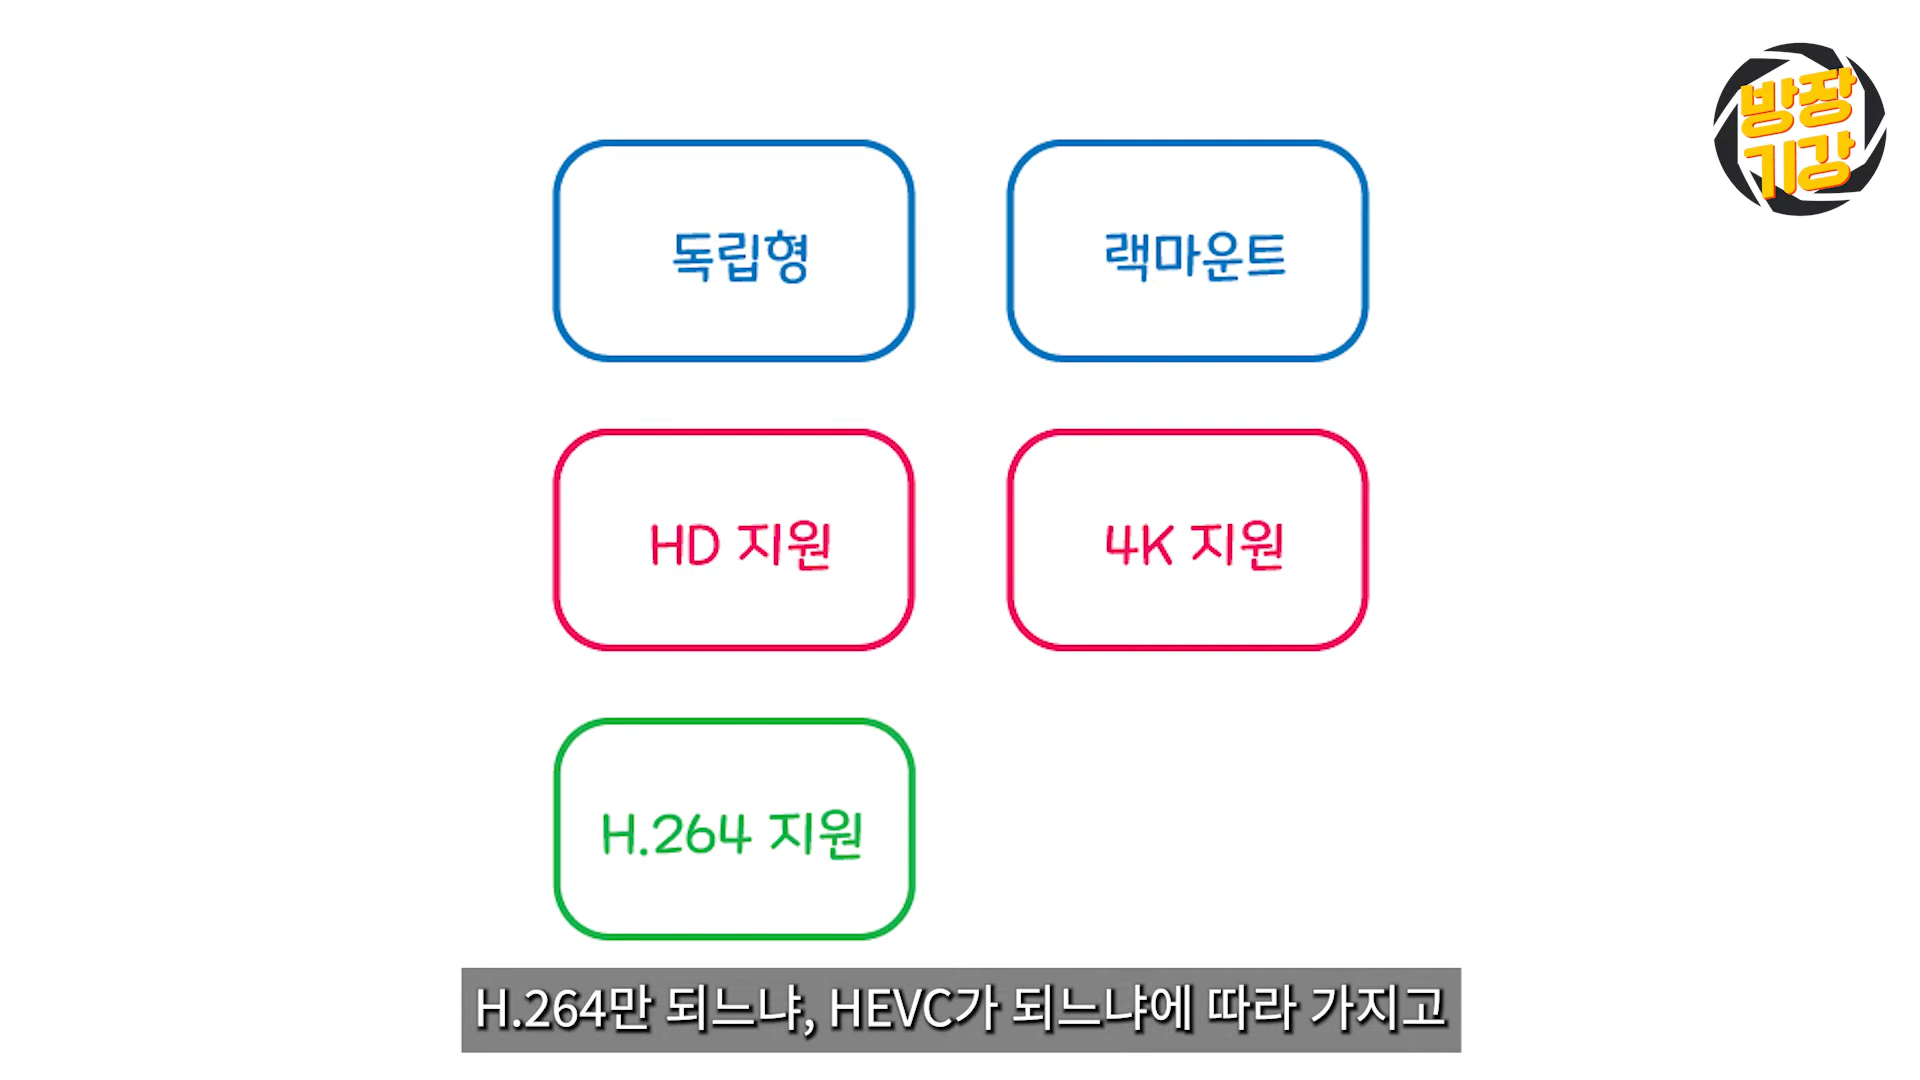 방장
기강
독립형
랙마운트
HD 지원
4K 지원
H.264 지원
H.264만 되느냐, HEVC가 되느냐에 따라 가지고